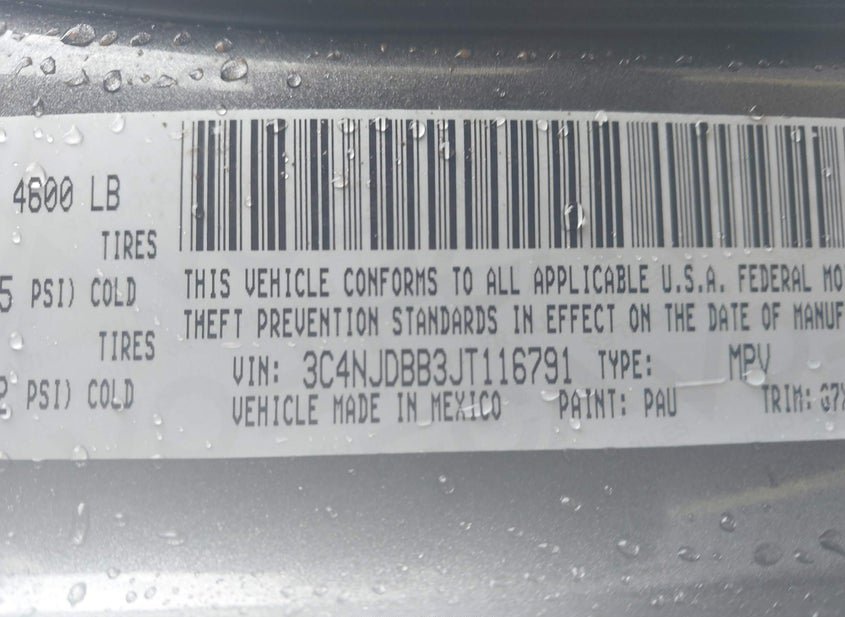 4600 LB
TIRES
5 PSI) COLD
TIRES
2 PSI) COLD
THIS VEHICLE CONFORMS TO ALL APPLICABLE U.S.A. FEDERAL MO
THEFT PREVENTION STANDARDS IN EFFECT ON THE DATE OF MANUF
VIN: 3C4NJDBB3JT116791 TYPE: MPV
VEHICLE MADE IN MEXICO PAINT: PAU TRIM: G7X